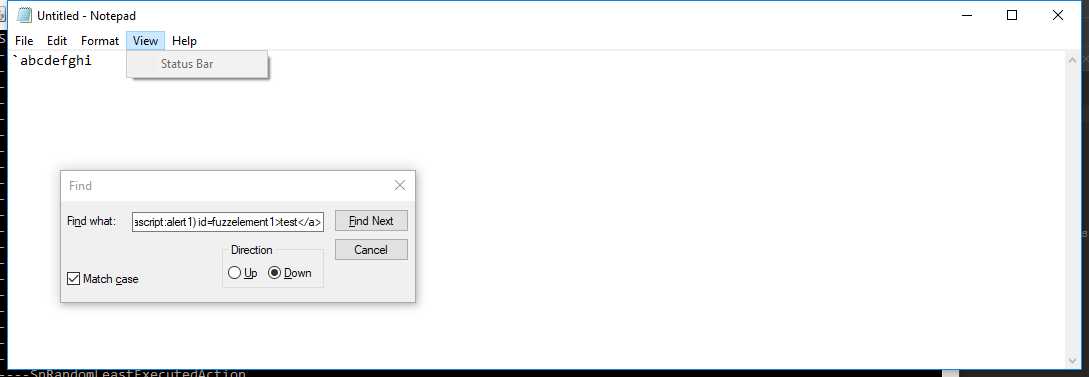 Untitled - Notepad
File Edit Format View Help
`abcdefghi
Status Bar
Find
Find what: ascript:alert1) id=fuzzelement1>test</a> Find Next
Cancel
Direction
Up Down
Match case
----SnRandomLeastExecutedAction